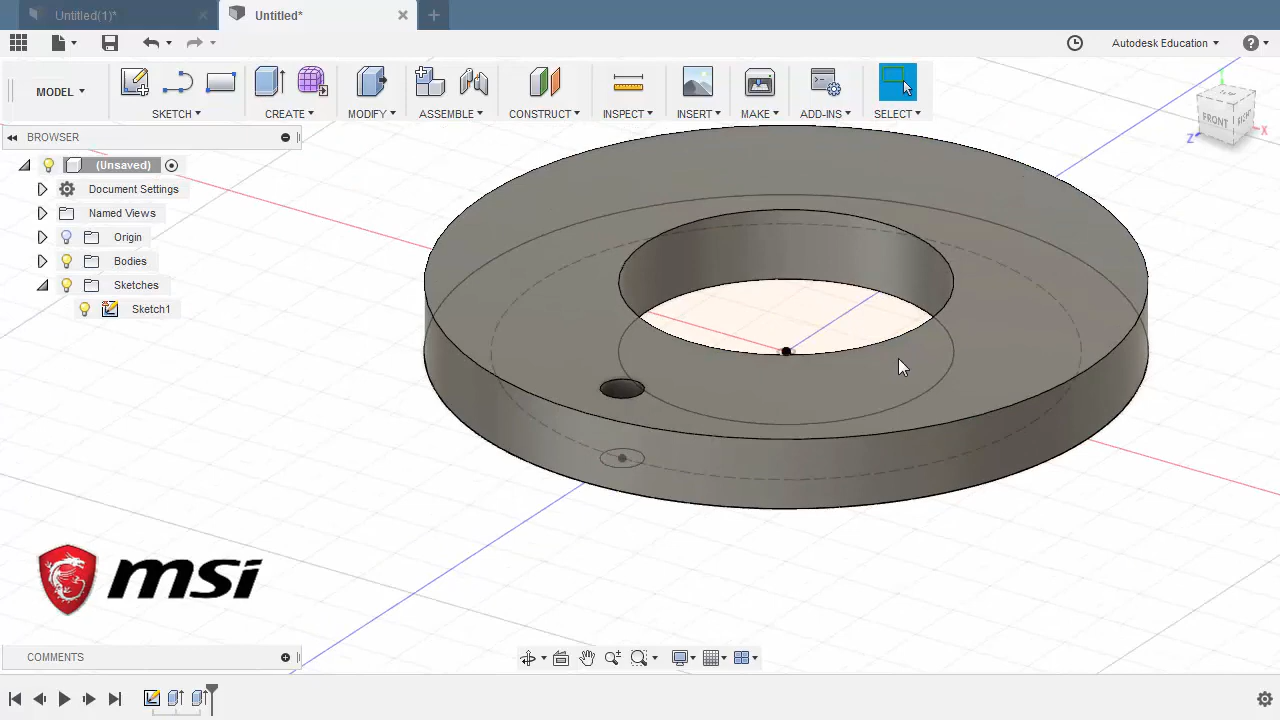 Untitled(1)*
Untitled*
Autodesk Education
MODEL
SKETCH
CREATE
MODIFY
ASSEMBLE
CONSTRUCT
INSPECT
INSERT
MAKE
ADD-INS
SELECT
BROWSER
(Unsaved)
Document Settings
Named Views
Origin
Bodies
Sketches
Sketch1
FRONT
RIGHT
Z
X
msi
COMMENTS